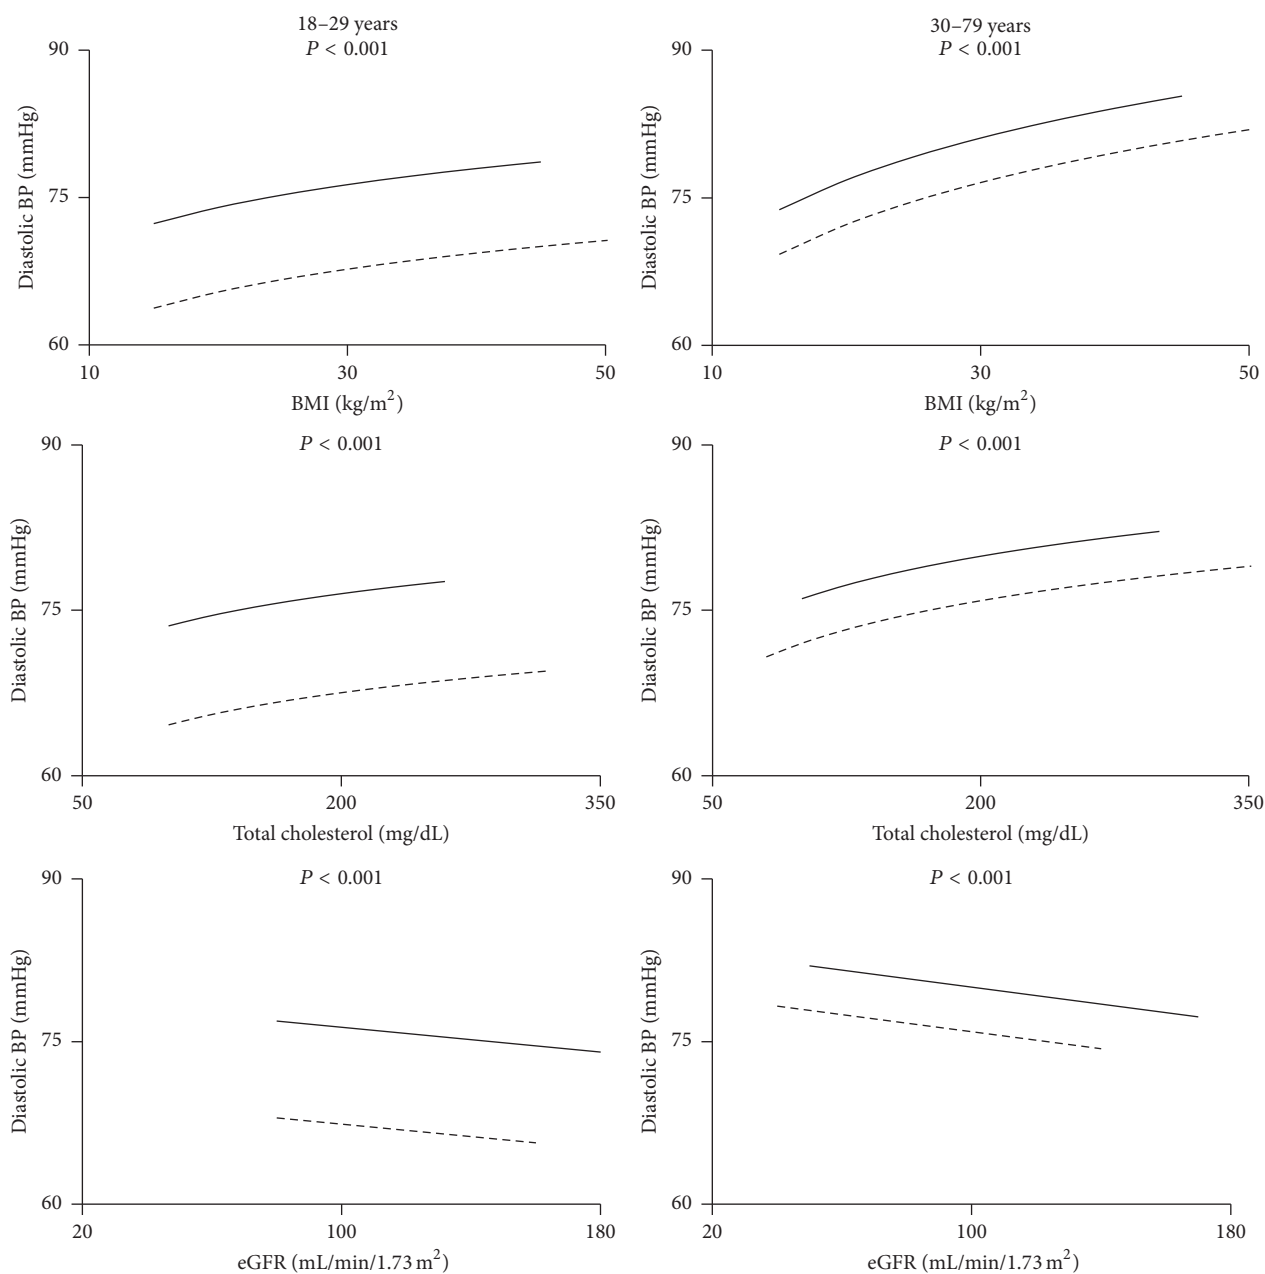 18–29 years
P < 0.001
90
75
60
Diastolic BP (mmHg)
10 30 50
BMI (kg/m²)
30–79 years
P < 0.001
90
75
60
Diastolic BP (mmHg)
10 30 50
BMI (kg/m²)
P < 0.001
90
75
60
Diastolic BP (mmHg)
50 200 350
Total cholesterol (mg/dL)
P < 0.001
90
75
60
Diastolic BP (mmHg)
50 200 350
Total cholesterol (mg/dL)
P < 0.001
90
75
60
Diastolic BP (mmHg)
20 100 180
eGFR (mL/min/1.73 m²)
P < 0.001
90
75
60
Diastolic BP (mmHg)
20 100 180
eGFR (mL/min/1.73 m²)